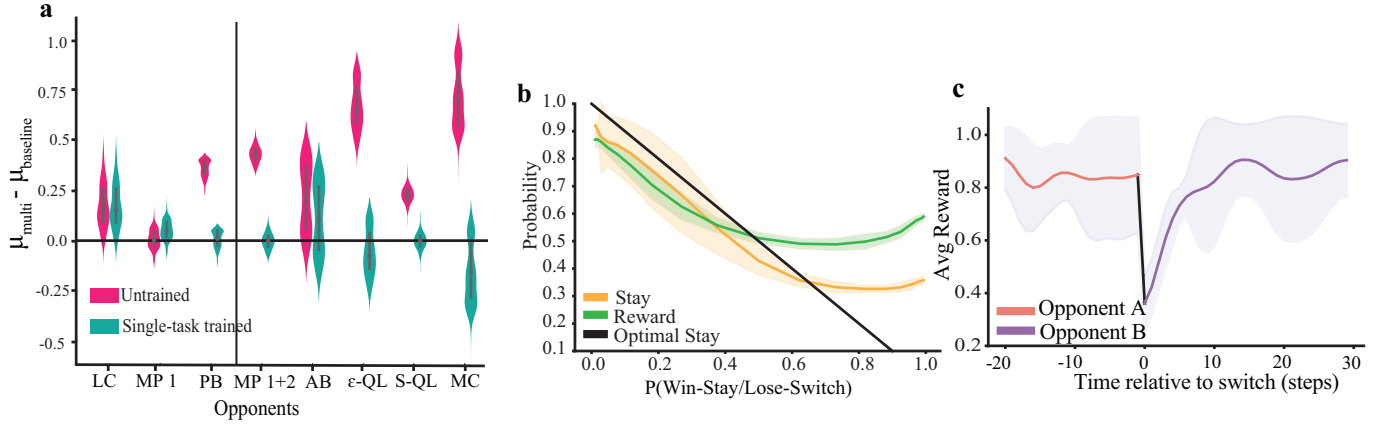 a
μmulti - μbaseline
1.0
0.75
0.5
0.25
0.0
-0.25
-0.5
Untrained
Single-task trained
LC MP 1 PB MP 1+2 AB ε-QL S-QL MC
Opponents
b
Probability
1.0
0.9
0.8
0.7
0.6
0.5
0.4
0.3
0.2
0.1
Stay
Reward
Optimal Stay
0.0 0.2 0.4 0.6 0.8 1.0
P(Win-Stay/Lose-Switch)
c
Avg Reward
1.0
0.8
0.6
0.4
0.2
Opponent A
Opponent B
-20 -10 0 10 20 30
Time relative to switch (steps)